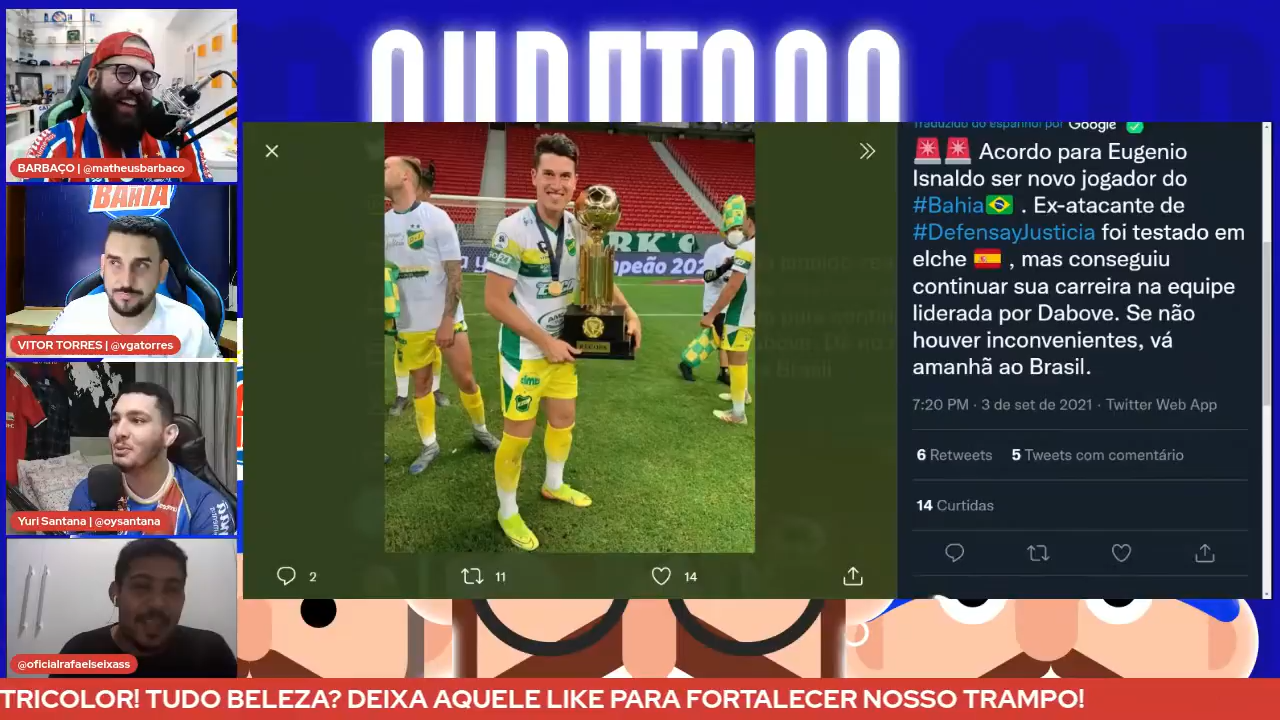 BARBAÇO | @matheusbarbaco
BAHIA
VITOR TORRES | @vgatorres
Yuri Santana | @oysantana
@oficialrafaelseixass
Traduzido do espanhol por Google
🚨🚨 Acordo para Eugenio
Isnaldo ser novo jogador do
#Bahia🇧🇷 . Ex-atacante de
#DefensayJusticia foi testado em
elche 🇪🇸 , mas conseguiu
continuar sua carreira na equipe
liderada por Dabove. Se não
houver inconvenientes, vá
amanhã ao Brasil.
7:20 PM · 3 de set de 2021 · Twitter Web App
6 Retweets 5 Tweets com comentário
14 Curtidas
2 11 14
TRICOLOR! TUDO BELEZA? DEIXA AQUELE LIKE PARA FORTALECER NOSSO TRAMPO!